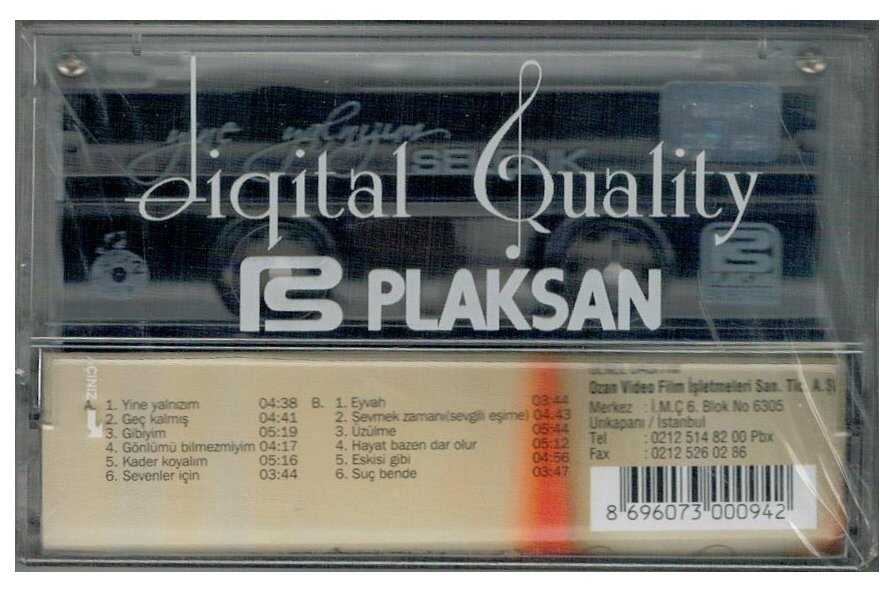 yine yalnızım
SELÇUK
Digital Quality
PLAKSAN
AÇINIZ
A. 1. Yine yalnızım 04:38
2. Geç kalmış 04:41
3. Gibiyim 05:19
4. Gönlümü bilmezmiyim 04:17
5. Kader koyalım 05:16
6. Sevenler için 03:44
B. 1. Eyvah 03:44
2. Sevmek zamanı(sevgili eşime) 04:43
3. Üzülme 05:44
4. Hayat bazen dar olur 05:12
5. Eskisi gibi 04:56
6. Suç bende 03:47
Ozan Video Film İşletmeleri San. Tic. A.Ş.
Merkez : İ.M.Ç 6. Blok No 6305
Unkapanı / İstanbul
Tel : 0212 514 82 00 Pbx
Fax : 0212 526 02 86
8 696073 000942